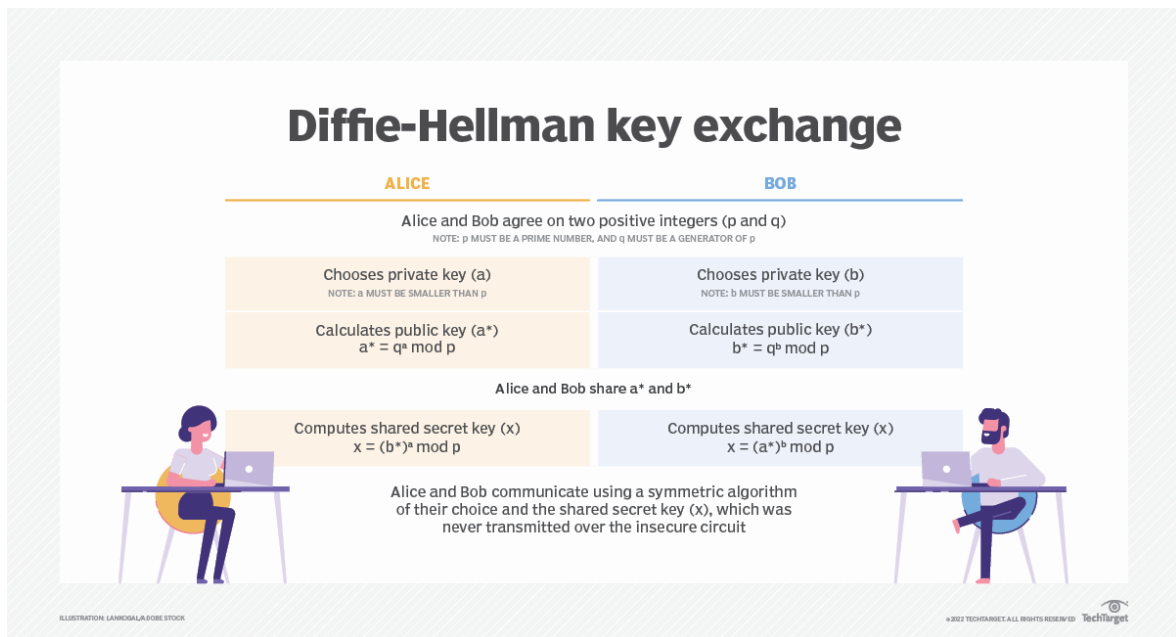 Diffie-Hellman key exchange
ALICE
BOB
Alice and Bob agree on two positive integers (p and q)
NOTE: p MUST BE A PRIME NUMBER, AND q MUST BE A GENERATOR OF p
Chooses private key (a)
NOTE: a MUST BE SMALLER THAN p
Chooses private key (b)
NOTE: b MUST BE SMALLER THAN p
Calculates public key (a*)
a* = qᵃ mod p
Calculates public key (b*)
b* = qᵇ mod p
Alice and Bob share a* and b*
Computes shared secret key (x)
x = (b*)ᵃ mod p
Computes shared secret key (x)
x = (a*)ᵇ mod p
Alice and Bob communicate using a symmetric algorithm
of their choice and the shared secret key (x), which was
never transmitted over the insecure circuit
ILLUSTRATION: LANKOGAL/ADOBE STOCK
©2022 TECHTARGET. ALL RIGHTS RESERVED
TechTarget